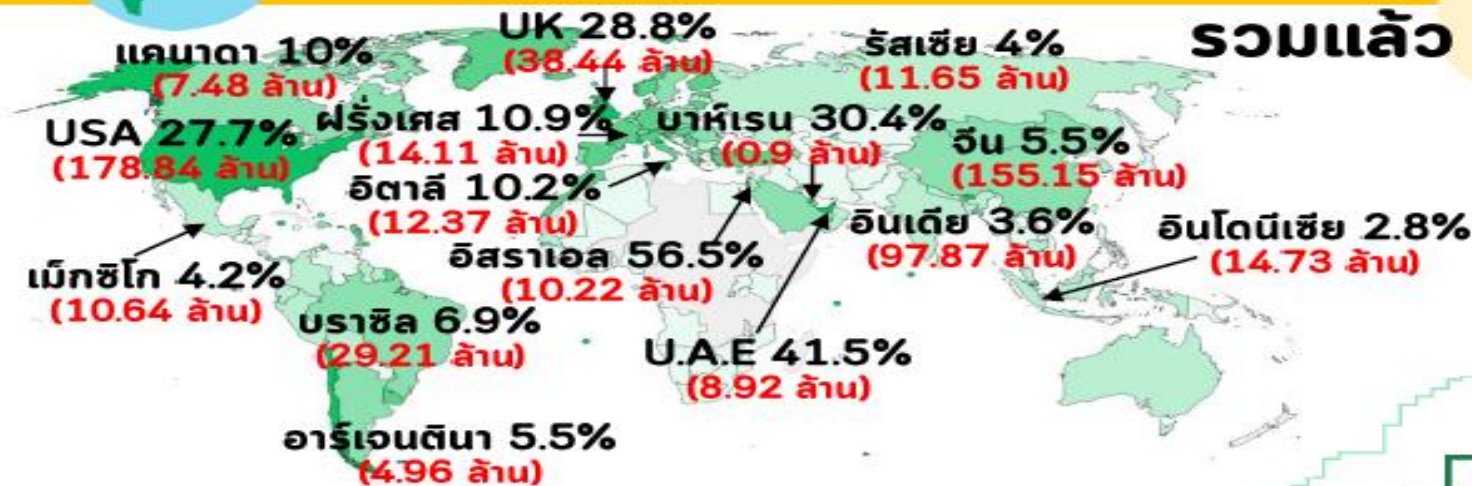 รวมแล้ว
แคนาดา 10%
(7.48 ล้าน)
UK 28.8%
(38.44 ล้าน)
รัสเซีย 4%
(11.65 ล้าน)
USA 27.7%
(178.84 ล้าน)
ฝรั่งเศส 10.9%
(14.11 ล้าน)
บาห์เรน 30.4%
(0.9 ล้าน)
จีน 5.5%
(155.15 ล้าน)
อิตาลี 10.2%
(12.37 ล้าน)
อิสราเอล 56.5%
(10.22 ล้าน)
อินเดีย 3.6%
(97.87 ล้าน)
อินโดนีเซีย 2.8%
(14.73 ล้าน)
เม็กซิโก 4.2%
(10.64 ล้าน)
บราซิล 6.9%
(29.21 ล้าน)
U.A.E 41.5%
(8.92 ล้าน)
อาร์เจนตินา 5.5%
(4.96 ล้าน)